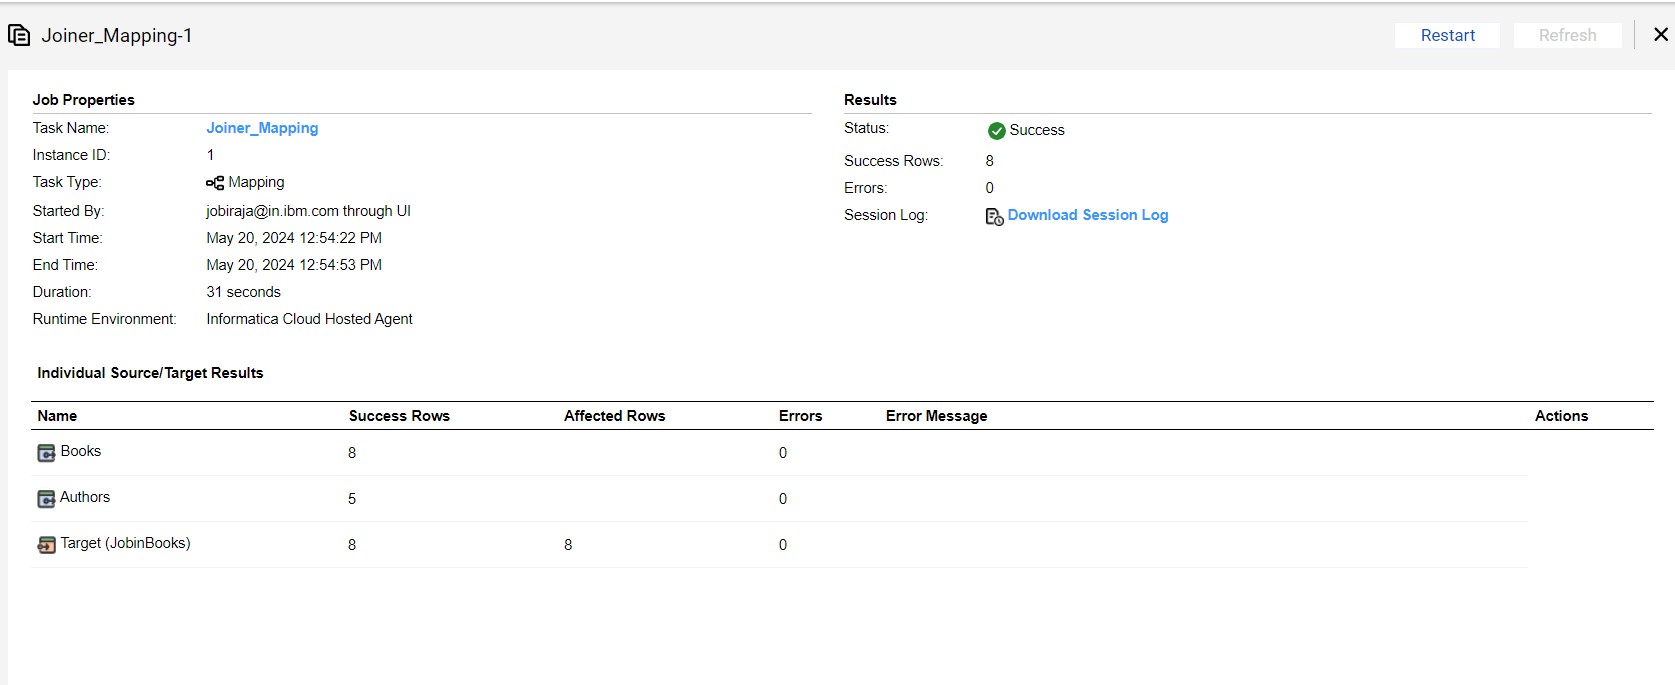 Joiner_Mapping-1
Restart
Refresh
Job Properties
Task Name: Joiner_Mapping
Instance ID: 1
Task Type: Mapping
Started By: jobiraja@in.ibm.com through UI
Start Time: May 20, 2024 12:54:22 PM
End Time: May 20, 2024 12:54:53 PM
Duration: 31 seconds
Runtime Environment: Informatica Cloud Hosted Agent
Results
Status: Success
Success Rows: 8
Errors: 0
Session Log: Download Session Log
Individual Source/Target Results
Name Success Rows Affected Rows Errors Error Message Actions
Books 8 0
Authors 5 0
Target (JobinBooks) 8 8 0